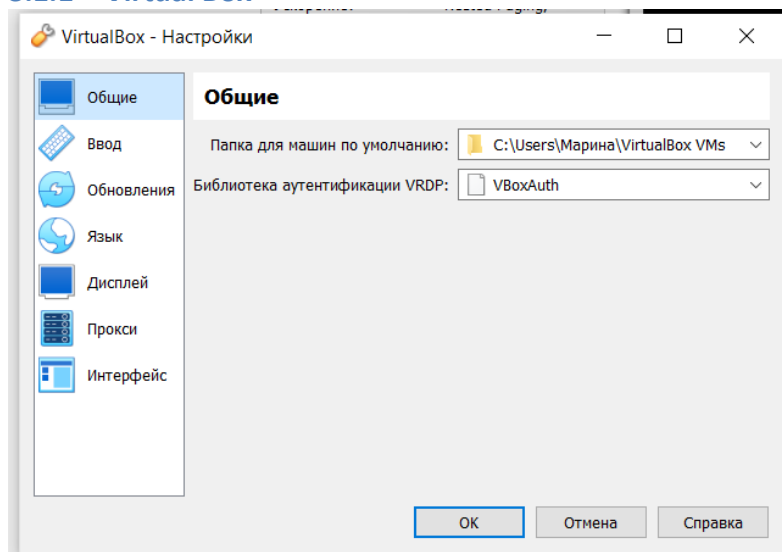 VirtualBox - Настройки
Общие
Ввод
Обновления
Язык
Дисплей
Прокси
Интерфейс
Общие
Папка для машин по умолчанию: C:\Users\Марина\VirtualBox VMs
Библиотека аутентификации VRDP: VBoxAuth
OK Отмена Справка